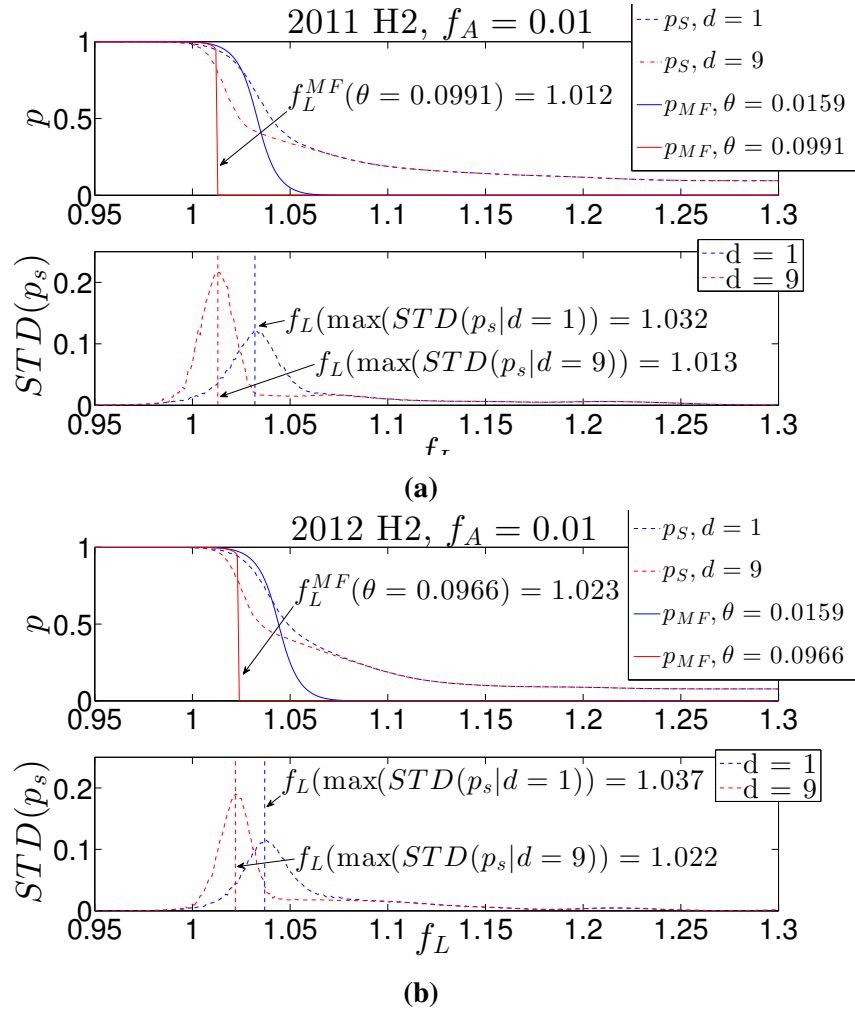 2011 H2, f_A = 0.01
p_S, d = 1
p_S, d = 9
p_MF, θ = 0.0159
p_MF, θ = 0.0991
f_L^MF(θ = 0.0991) = 1.012
p
1
0.5
0
0.95 1 1.05 1.1 1.15 1.2 1.25 1.3
d = 1
d = 9
STD(p_s)
0.2
0.1
0
f_L(max(STD(p_s|d = 1)) = 1.032
f_L(max(STD(p_s|d = 9)) = 1.013
0.95 1 1.05 1.1 1.15 1.2 1.25 1.3
(a)
2012 H2, f_A = 0.01
p_S, d = 1
p_S, d = 9
p_MF, θ = 0.0159
p_MF, θ = 0.0966
f_L^MF(θ = 0.0966) = 1.023
p
1
0.5
0
0.95 1 1.05 1.1 1.15 1.2 1.25 1.3
d = 1
d = 9
STD(p_s)
0.2
0.1
0
f_L(max(STD(p_s|d = 1)) = 1.037
f_L(max(STD(p_s|d = 9)) = 1.022
0.95 1 1.05 1.1 1.15 1.2 1.25 1.3
f_L
(b)